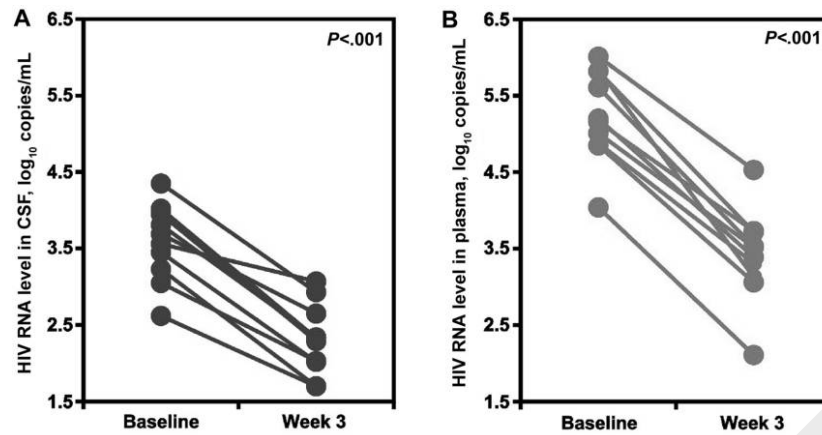 A
HIV RNA level in CSF, log₁₀ copies/mL
6.5
5.5
4.5
3.5
2.5
1.5
P<.001
Baseline Week 3
B
HIV RNA level in plasma, log₁₀ copies/mL
6.5
5.5
4.5
3.5
2.5
1.5
P<.001
Baseline Week 3